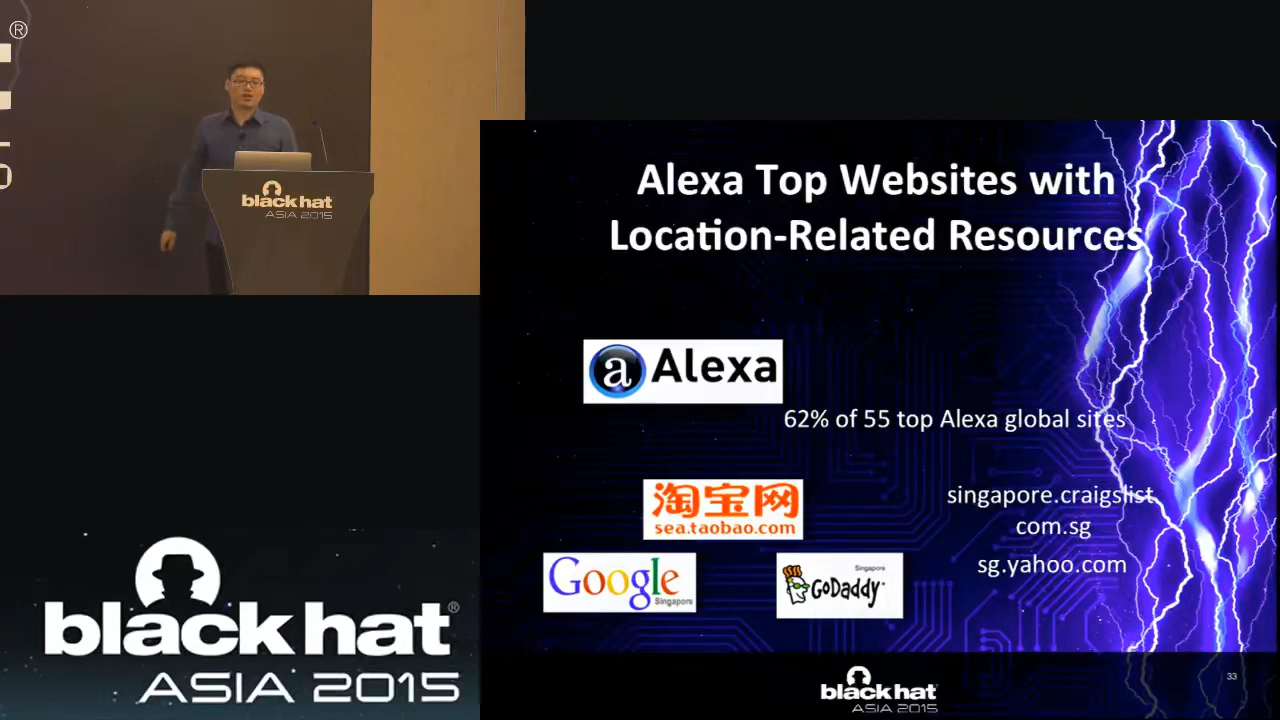 ®
black hat
ASIA 2015
Alexa Top Websites with
Location-Related Resources
a Alexa
62% of 55 top Alexa global sites
淘宝网
sea.taobao.com
singapore.craigslist
com.sg
sg.yahoo.com
Google
Singapore
Singapore
GoDaddy
black hat®
ASIA 2015
black hat
ASIA 2015
33